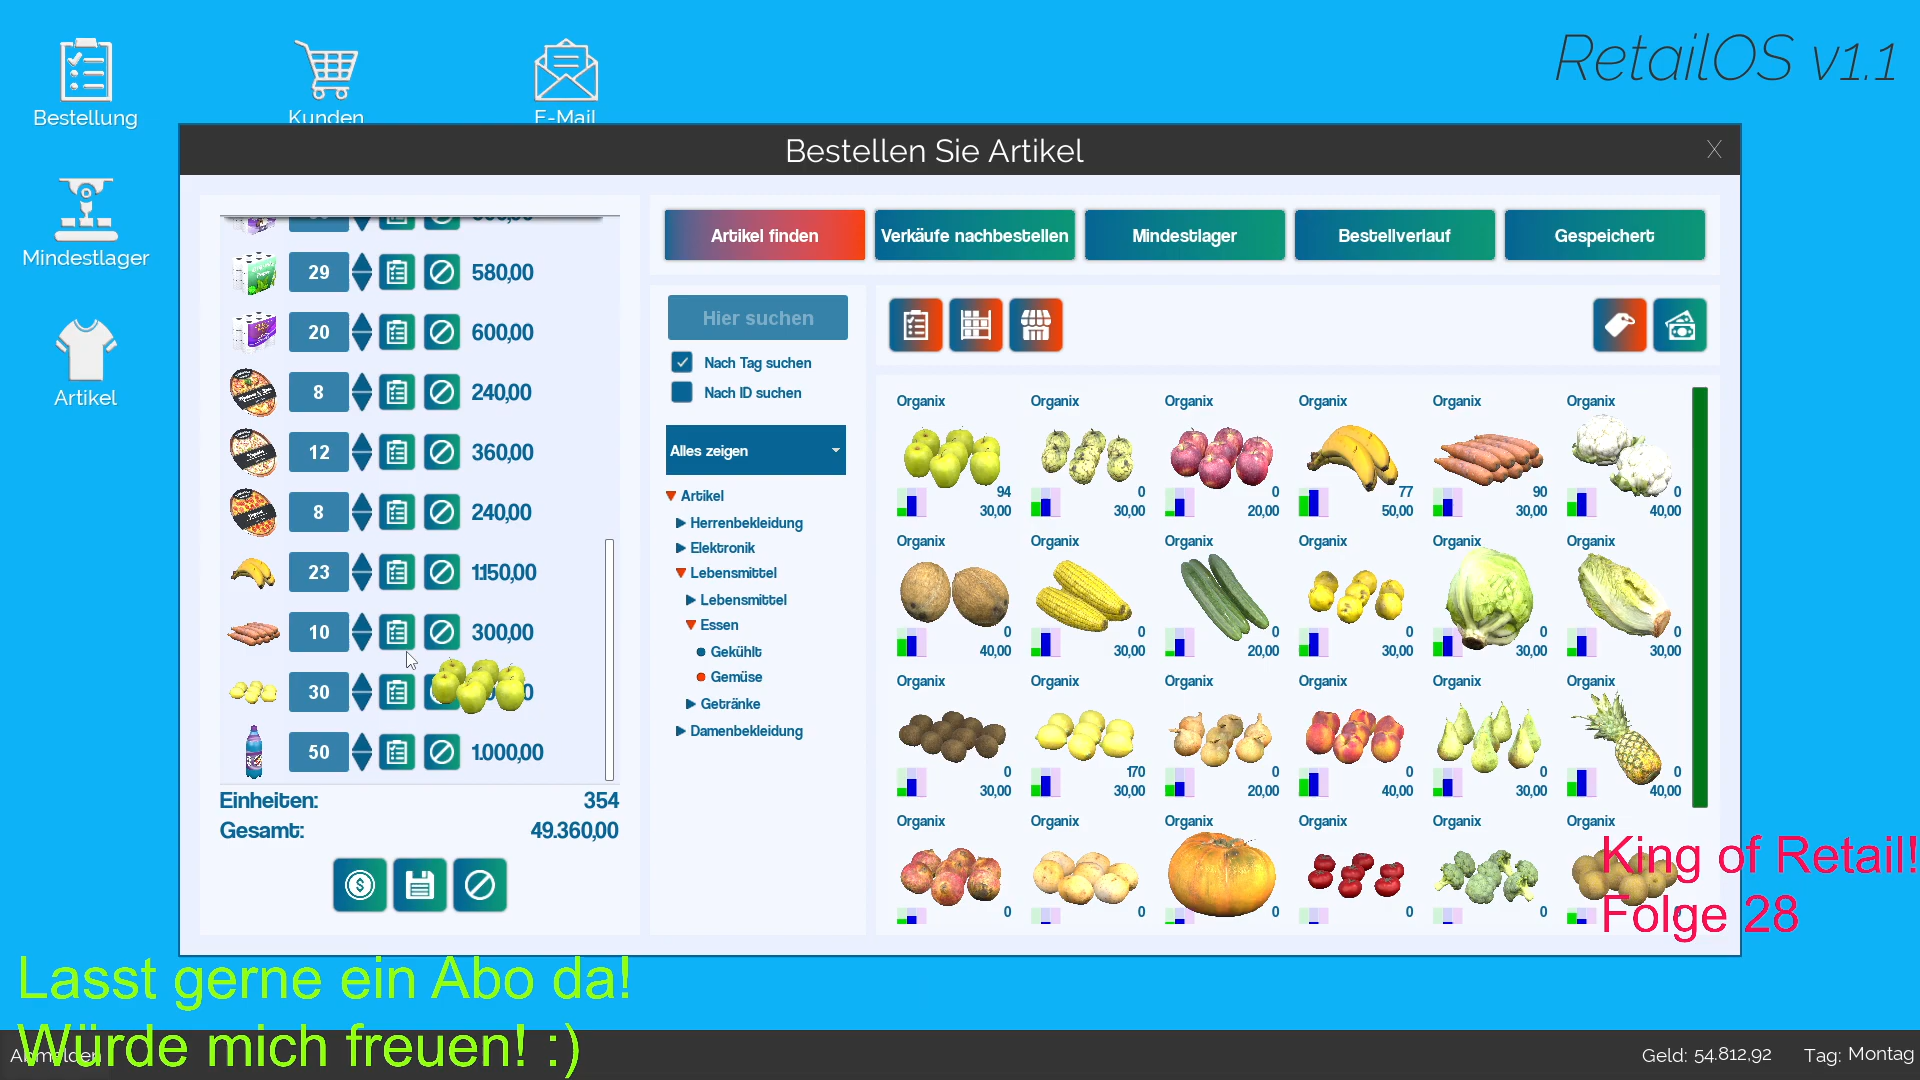 RetailOS v1.1
Bestellung
Kunden
E-Mail
Mindestlager
Artikel
Bestellen Sie Artikel
X
29 580,00
20 600,00
8 240,00
12 360,00
8 240,00
23 1.150,00
10 300,00
30
50 1.000,00
Einheiten: 354
Gesamt: 49.360,00
Artikel finden
Verkäufe nachbestellen
Mindestlager
Bestellverlauf
Gespeichert
Hier suchen
Nach Tag suchen
Nach ID suchen
Alles zeigen
Artikel
Herrenbekleidung
Elektronik
Lebensmittel
Lebensmittel
Essen
Gekühlt
Gemüse
Getränke
Damenbekleidung
Organix Organix Organix Organix Organix Organix
94 0 0 77 90 0
30,00 30,00 20,00 50,00 30,00 40,00
Organix Organix Organix Organix Organix Organix
0 0 0 0 0 0
40,00 30,00 20,00 30,00 30,00 30,00
Organix Organix Organix Organix Organix Organix
0 170 0 0 0 0
30,00 30,00 20,00 40,00 30,00 40,00
Organix Organix Organix Organix Organix Organix
0 0 0 0 0
King of Retail!
Folge 28
Lasst gerne ein Abo da!
Würde mich freuen! :)
Abmelden
Geld: 54.812,92
Tag: Montag